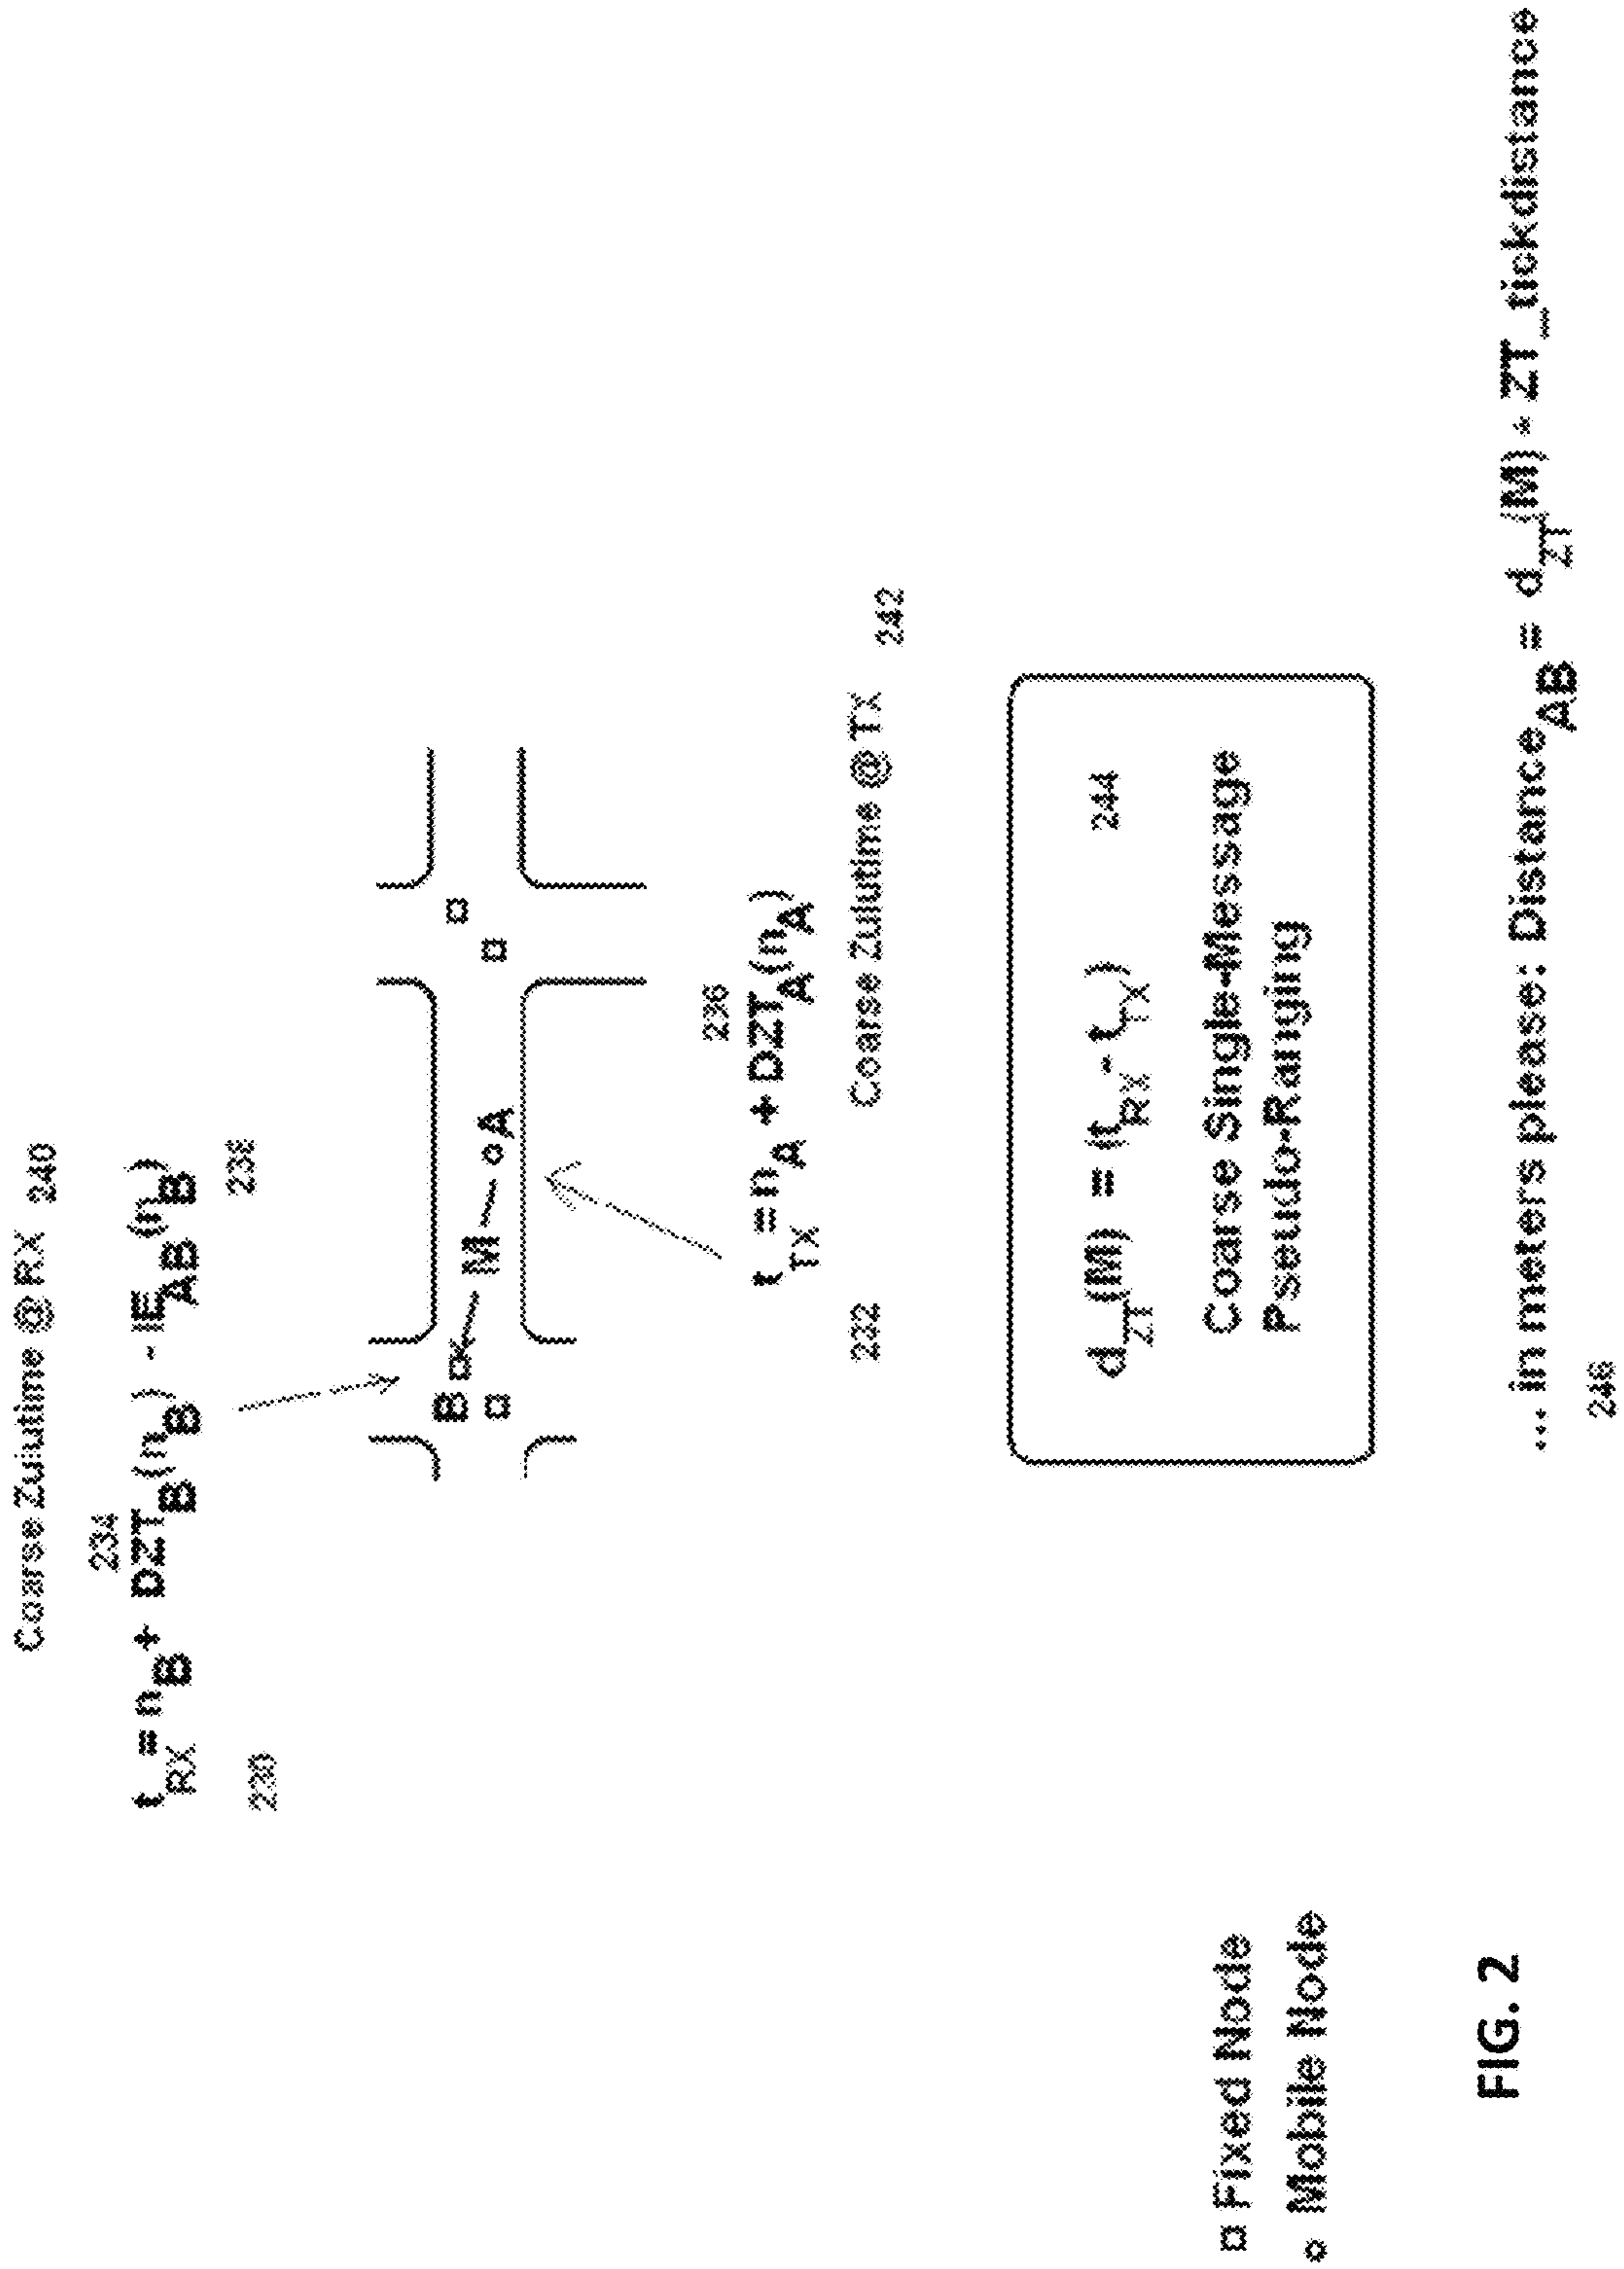 Coarse Zulutime @ RX 240
234
t_RX = n_B + DZT_B(n_B) - IE_AB(n_B)
230
238
B
M
A
236
t_TX = n_A + DZT_A(n_A)
232
Coarse Zulutime @ TX 242
d_ZT(M) = (t_RX - t_TX) 244
Coarse Single-Message
Pseudo-Ranging
Fixed Node
Mobile Node
... in meters please: Distance_AB = d_ZT(M) * ZT_tickdistance
246
FIG. 2